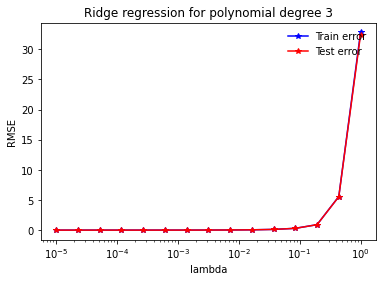 Ridge regression for polynomial degree 3
Train error
Test error
RMSE
30
25
20
15
10
5
0
10⁻⁵
10⁻⁴
10⁻³
10⁻²
10⁻¹
10⁰
lambda